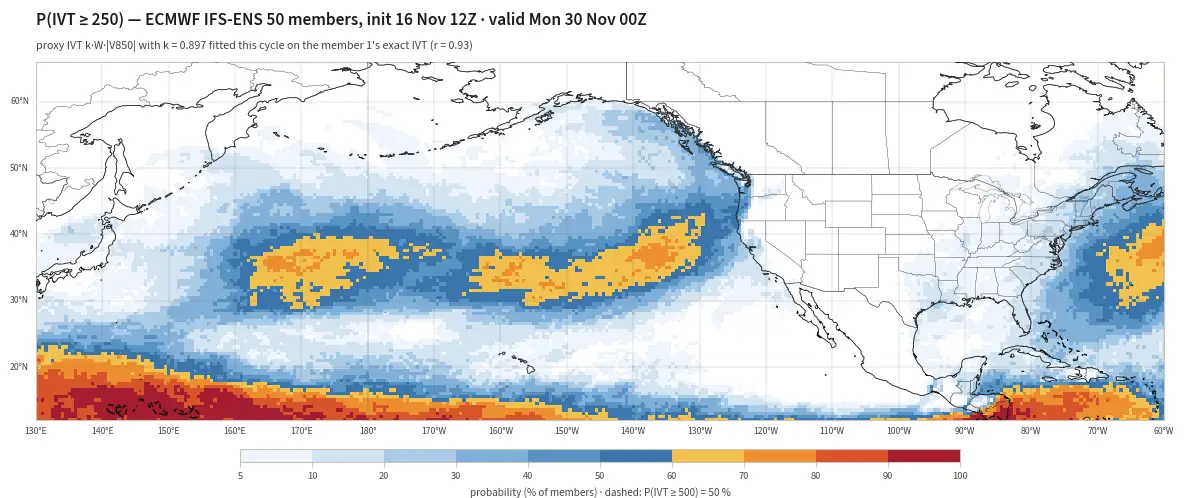 P(IVT ≥ 250) — ECMWF IFS-ENS 50 members, init 16 Nov 12Z · valid Mon 30 Nov 00Z
proxy IVT k·W·|V850| with k = 0.897 fitted this cycle on the member 1's exact IVT (r = 0.93)
60°N
50°N
40°N
30°N
20°N
130°E 140°E 150°E 160°E 170°E 180° 170°W 160°W 150°W 140°W 130°W 120°W 110°W 100°W 90°W 80°W 70°W 60°W
5 10 20 30 40 50 60 70 80 90 100
probability (% of members) · dashed: P(IVT ≥ 500) = 50 %